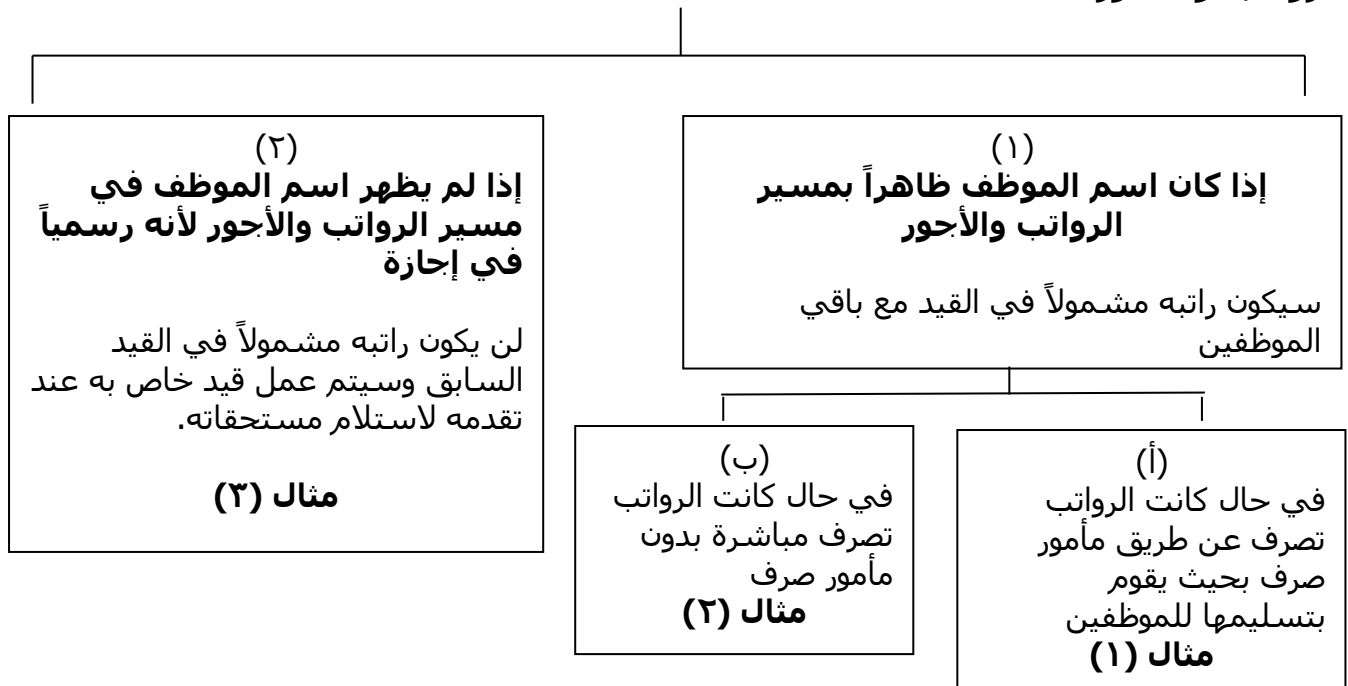 (١)
إذا كان اسم الموظف ظاهراً بمسير
الرواتب والأجور
سيكون راتبه مشمولاً في القيد مع باقي
الموظفين
(٢)
إذا لم يظهر اسم الموظف في
مسير الرواتب والأجور لأنه رسمياً
في إجازة
لن يكون راتبه مشمولاً في القيد
السابق وسيتم عمل قيد خاص به عند
تقدمه لاستلام مستحقاته.
مثال (٣)
(أ)
في حال كانت الرواتب
تصرف عن طريق مأمور
صرف بحيث يقوم
بتسليمها للموظفين
مثال (١)
(ب)
في حال كانت الرواتب
تصرف مباشرة بدون
مأمور صرف
مثال (٢)